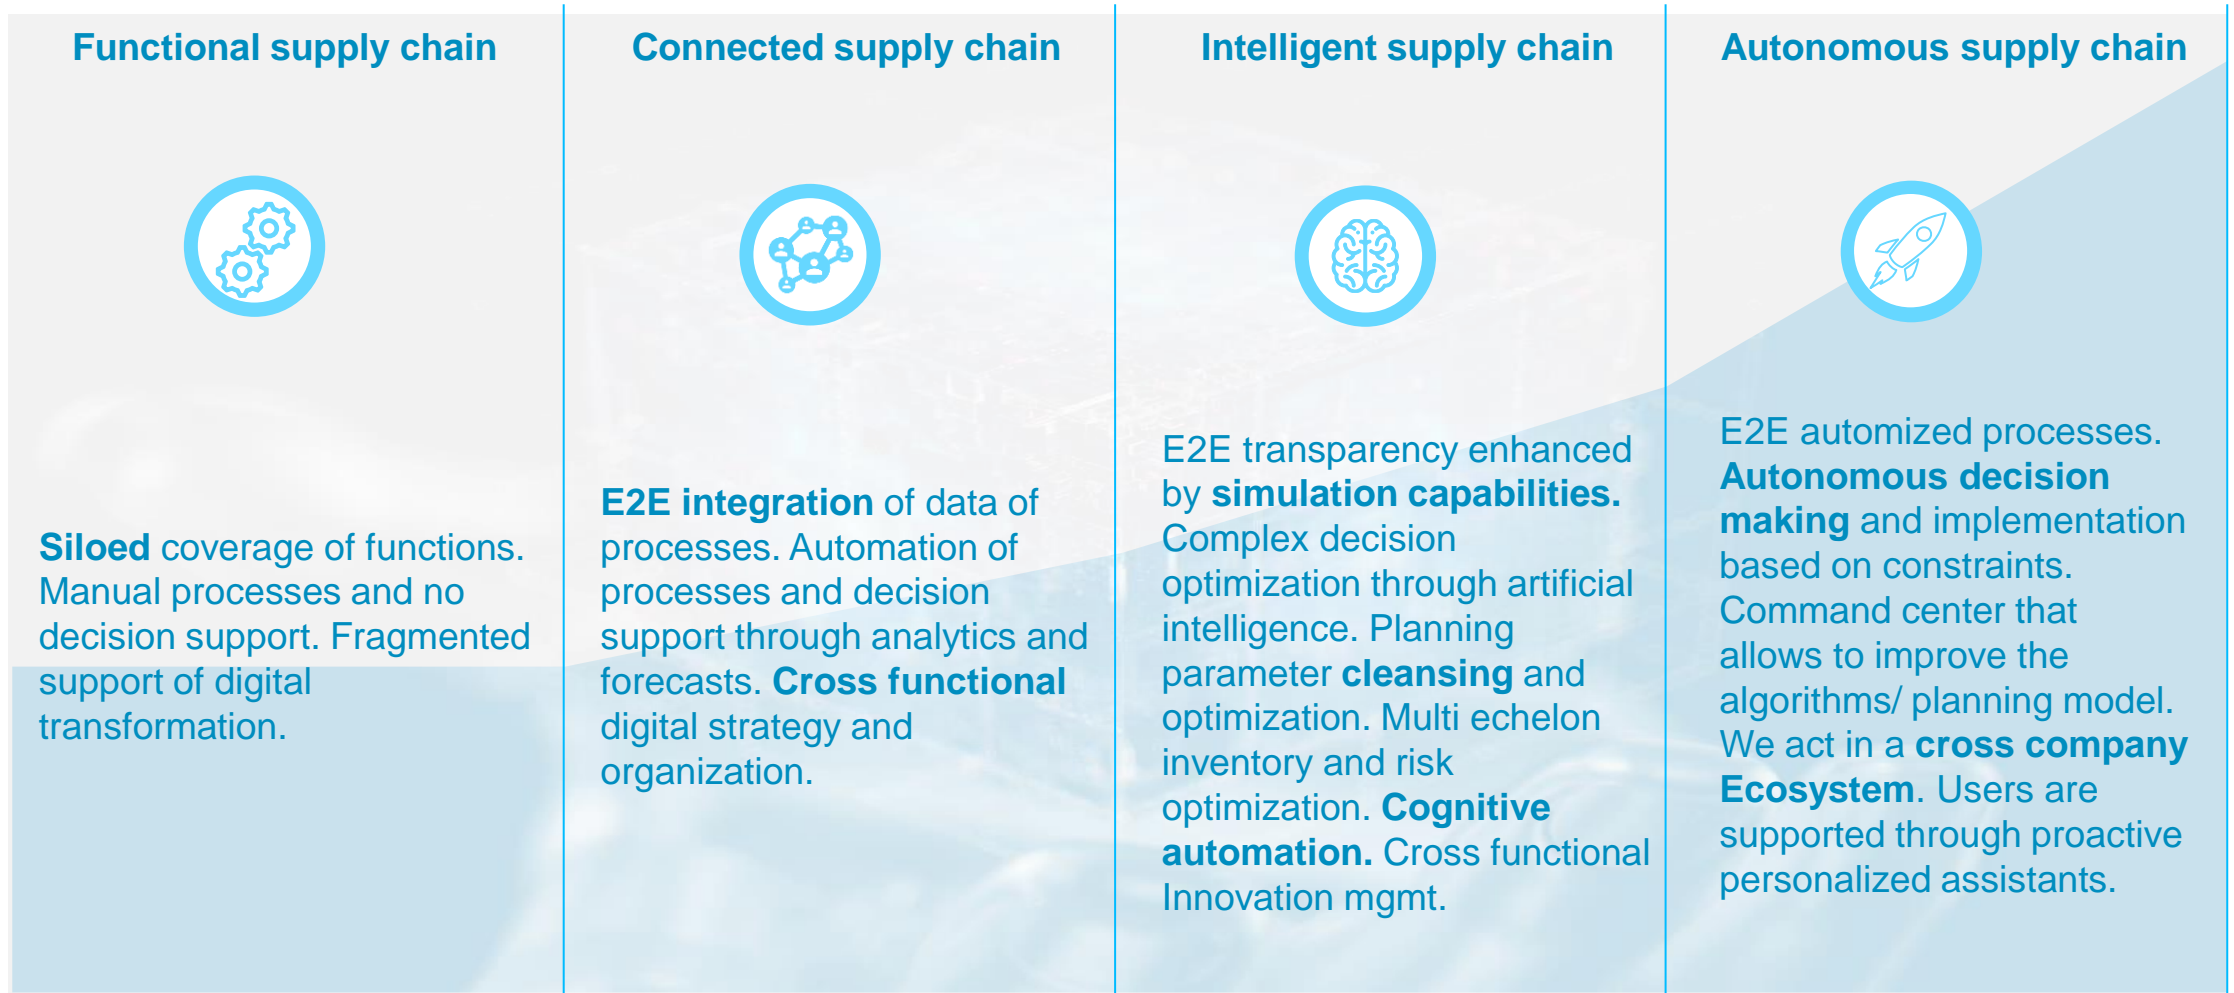 Functional supply chain
Siloed coverage of functions.
Manual processes and no
decision support. Fragmented
support of digital
transformation.
Connected supply chain
E2E integration of data of
processes. Automation of
processes and decision
support through analytics and
forecasts. Cross functional
digital strategy and
organization.
Intelligent supply chain
E2E transparency enhanced
by simulation capabilities.
Complex decision
optimization through artificial
intelligence. Planning
parameter cleansing and
optimization. Multi echelon
inventory and risk
optimization. Cognitive
automation. Cross functional
Innovation mgmt.
Autonomous supply chain
E2E automized processes.
Autonomous decision
making and implementation
based on constraints.
Command center that
allows to improve the
algorithms/ planning model.
We act in a cross company
Ecosystem. Users are
supported through proactive
personalized assistants.